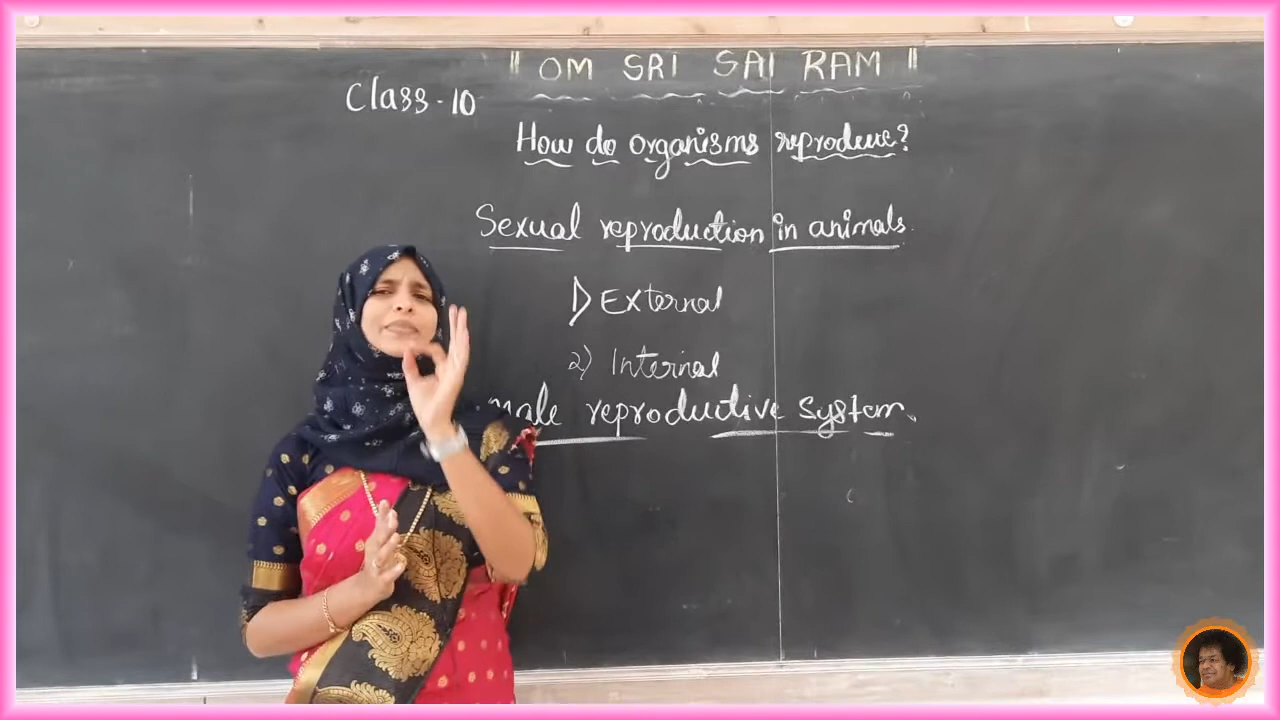 " OM SRI SAI RAM "
Class-10
How do organisms reproduce?
Sexual reproduction in animals.
1) External
2) Internal
male reproductive system.